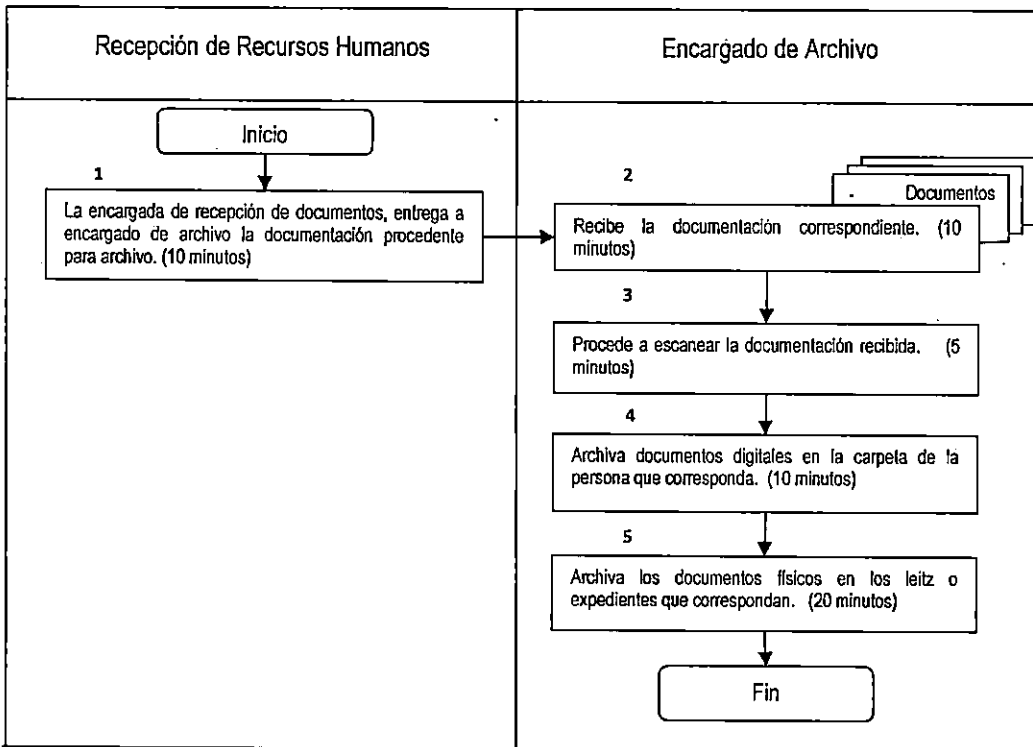 Recepción de Recursos Humanos
Encargado de Archivo
Inicio
1
La encargada de recepción de documentos, entrega a
encargado de archivo la documentación procedente
para archivo. (10 minutos)
2
Documentos
Recibe la documentación correspondiente. (10
minutos)
3
Procede a escanear la documentación recibida. (5
minutos)
4
Archiva documentos digitales en la carpeta de la
persona que corresponda. (10 minutos)
5
Archiva los documentos físicos en los leitz o
expedientes que correspondan. (20 minutos)
Fin